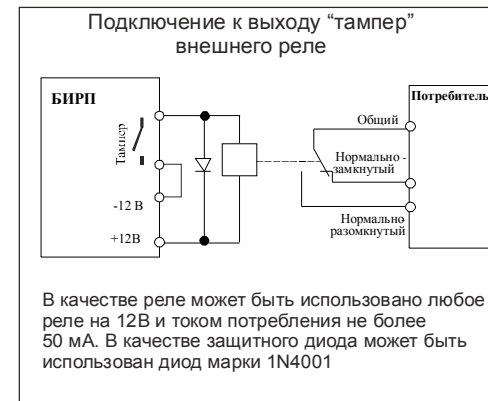 Подключение к выходу “тампер”
внешнего реле
БИРП
Потребитель
Тампер
Общий
Нормально -
замкнутый
-12 В
Нормально
разомкнутый
+12В
В качестве реле может быть использовано любое
реле на 12В и током потребления не более
50 мА. В качестве защитного диода может быть
использован диод марки 1N4001